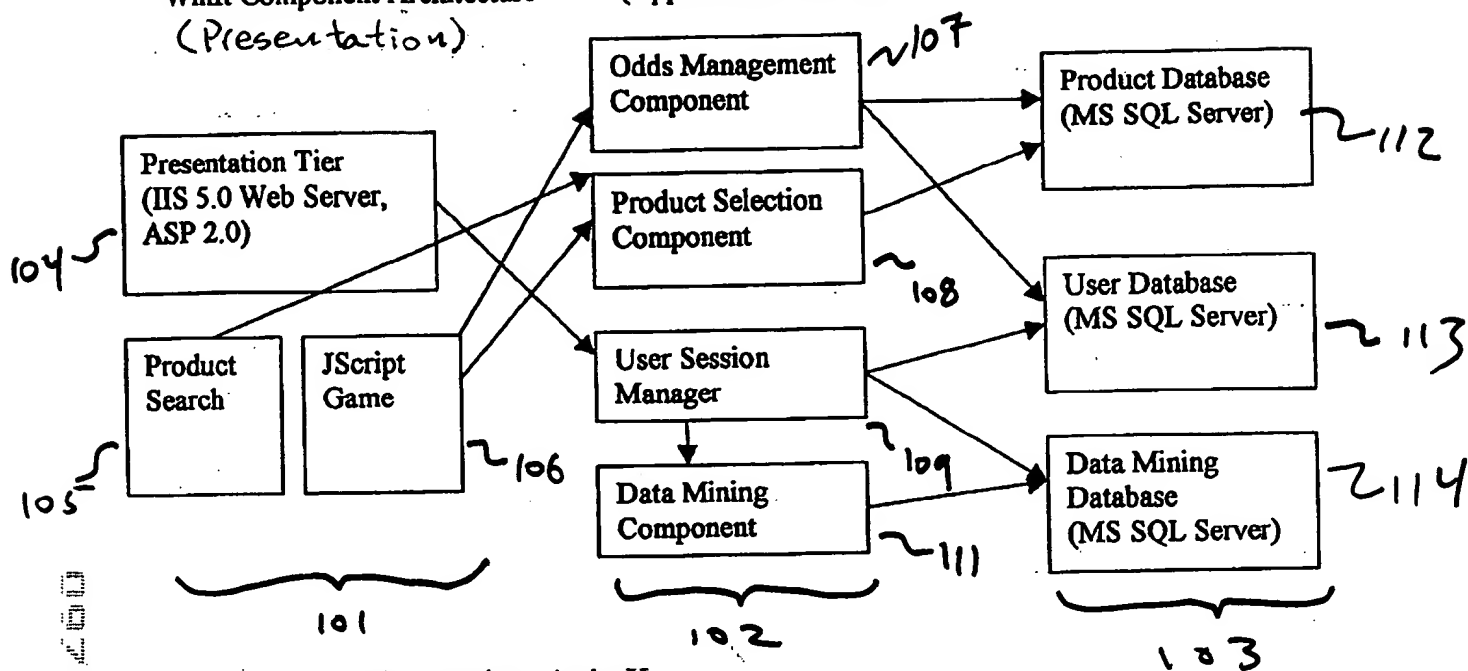 Component Architecture
(Presentation)
Odds Management
Component
107
Product Database
(MS SQL Server)
112
Presentation Tier
(IIS 5.0 Web Server,
ASP 2.0)
104
Product Selection
Component
108
User Database
(MS SQL Server)
113
Product
Search
105
JScript
Game
106
User Session
Manager
109
Data Mining
Component
111
Data Mining
Database
(MS SQL Server)
114
101
102
103